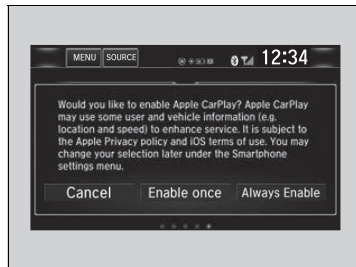 MENU SOURCE 12:34
Would you like to enable Apple CarPlay? Apple CarPlay
may use some user and vehicle information (e.g.
location and speed) to enhance service. It is subject to
the Apple Privacy policy and iOS terms of use. You may
change your selection later under the Smartphone
settings menu.
Cancel Enable once Always Enable